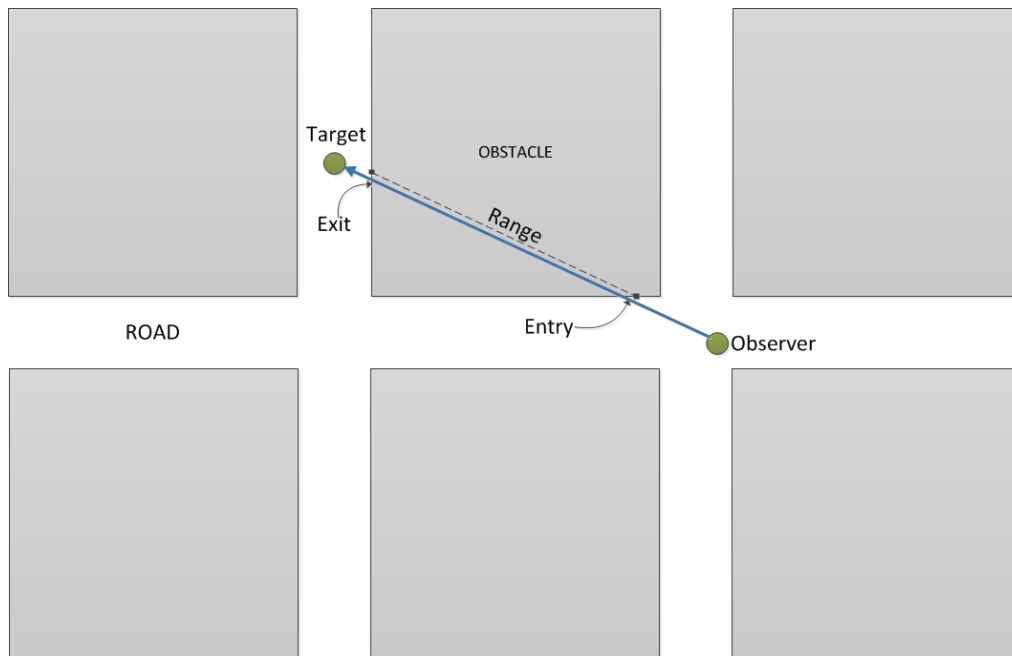 Target
OBSTACLE
Range
Exit
Entry
ROAD
Observer